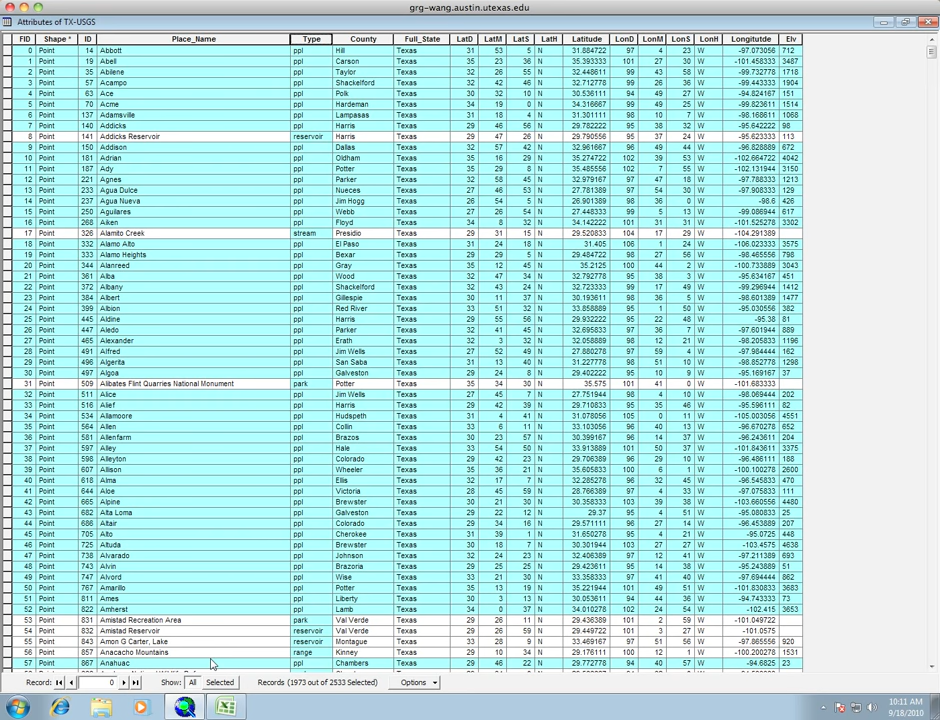 grg-wang.austin.utexas.edu
Attributes of TX-USGS
FID Shape * ID Place_Name Type County Full_State LatD LatM LatS LatH Latitude LonD LonM LonS LonH Longitutde Elv
0 Point 14 Abbott ppl Hill Texas 31 53 5 N 31.884722 97 4 23 W -97.073056 712
1 Point 19 Abell ppl Carson Texas 35 23 36 N 35.393333 101 27 30 W -101.458333 3487
2 Point 35 Abilene ppl Taylor Texas 32 26 55 N 32.448611 99 43 58 W -99.732778 1718
3 Point 57 Acampo ppl Shackelford Texas 32 42 46 N 32.712778 99 26 36 W -99.443333 1904
4 Point 63 Ace ppl Polk Texas 30 32 10 N 30.536111 94 49 27 W -94.824167 151
5 Point 70 Acme ppl Hardeman Texas 34 19 0 N 34.316667 99 49 25 W -99.823611 1514
6 Point 137 Adamsville ppl Lampasas Texas 31 18 4 N 31.301111 98 10 7 W -98.168611 1068
7 Point 140 Addicks ppl Harris Texas 29 46 56 N 29.782222 95 38 32 W -95.642222 98
8 Point 141 Addicks Reservoir reservoir Harris Texas 29 47 26 N 29.790556 95 37 24 W -95.623333 113
9 Point 150 Addison ppl Dallas Texas 32 57 42 N 32.961667 96 49 44 W -96.828889 672
10 Point 181 Adrian ppl Oldham Texas 35 16 29 N 35.274722 102 39 53 W -102.664722 4042
11 Point 187 Ady ppl Potter Texas 35 29 8 N 35.485556 102 7 55 W -102.131944 3150
12 Point 221 Agnes ppl Parker Texas 32 58 45 N 32.979167 97 47 18 W -97.788333 1213
13 Point 233 Agua Dulce ppl Nueces Texas 27 46 53 N 27.781389 97 54 30 W -97.908333 129
14 Point 237 Agua Nueva ppl Jim Hogg Texas 26 54 5 N 26.901389 98 36 0 W -98.6 426
15 Point 250 Aguilares ppl Webb Texas 27 26 54 N 27.448333 99 5 13 W -99.086944 617
16 Point 268 Aiken ppl Floyd Texas 34 8 32 N 34.142222 101 31 31 W -101.525278 3302
17 Point 326 Alamito Creek stream Presidio Texas 29 31 15 N 29.520833 104 17 29 W -104.291389
18 Point 332 Alamo Alto ppl El Paso Texas 31 24 18 N 31.405 106 1 24 W -106.023333 3575
19 Point 333 Alamo Heights ppl Bexar Texas 29 29 5 N 29.484722 98 27 56 W -98.465556 798
20 Point 344 Alanreed ppl Gray Texas 35 12 45 N 35.2125 100 44 2 W -100.733889 3043
21 Point 361 Alba ppl Wood Texas 32 47 34 N 32.792778 95 38 3 W -95.634167 451
22 Point 372 Albany ppl Shackelford Texas 32 43 24 N 32.723333 99 17 48 W -99.296944 1412
23 Point 384 Albert ppl Gillespie Texas 30 11 37 N 30.193611 98 36 5 W -98.601389 1477
24 Point 399 Albion ppl Red River Texas 33 51 32 N 33.858889 95 1 50 W -95.030556 382
25 Point 445 Aldine ppl Harris Texas 29 55 56 N 29.932222 95 22 48 W -95.38 81
26 Point 447 Aledo ppl Parker Texas 32 41 45 N 32.695833 97 36 7 W -97.601944 889
27 Point 465 Alexander ppl Erath Texas 32 3 32 N 32.058889 98 12 13 W -98.203833 1196
28 Point 491 Alfred ppl Jim Wells Texas 27 52 49 N 27.880278 97 59 4 W -97.984444 162
29 Point 496 Algerita ppl San Saba Texas 31 13 40 N 31.227778 98 51 10 W -98.852778 1298
30 Point 497 Algoa ppl Galveston Texas 29 24 23 N 29.406389 95 10 9 W -95.169167 37
31 Point 509 Alibates Flint Quarries National Monument park Potter Texas 35 34 30 N 35.575 101 41 0 W -101.683333
32 Point 511 Alice ppl Jim Wells Texas 27 45 7 N 27.751944 98 4 10 W -98.069444 202
33 Point 516 Alief ppl Harris Texas 29 42 39 N 29.710833 95 35 46 W -95.596111 82
34 Point 534 Allamoore ppl Hudspeth Texas 31 4 41 N 31.078056 105 0 11 W -105.003056 4551
35 Point 564 Allen ppl Collin Texas 33 6 11 N 33.103056 96 40 13 W -96.670278 652
36 Point 581 Allenfarm ppl Brazos Texas 30 23 57 N 30.399167 96 14 37 W -96.243611 204
37 Point 597 Alley ppl Hale Texas 33 54 50 N 33.913889 101 50 37 W -101.843611 3375
38 Point 598 Alleyton ppl Colorado Texas 29 42 23 N 29.706389 96 29 10 W -96.486111 188
39 Point 607 Allison ppl Wheeler Texas 35 36 21 N 35.605833 100 6 1 W -100.100278 2600
40 Point 618 Alma ppl Ellis Texas 32 17 7 N 32.285278 96 32 45 W -96.545833 470
41 Point 644 Aloe ppl Victoria Texas 28 45 59 N 28.766389 97 4 33 W -97.075833 111
42 Point 665 Alpine ppl Brewster Texas 30 21 30 N 30.358333 103 39 38 W -103.660556 4480
43 Point 682 Alta Loma ppl Galveston Texas 29 22 12 N 29.37 95 4 51 W -95.080833 25
44 Point 686 Altair ppl Colorado Texas 29 34 16 N 29.571111 96 27 14 W -96.453889 207
45 Point 705 Alto ppl Cherokee Texas 31 39 1 N 31.650278 95 4 21 W -95.0725 448
46 Point 725 Altuda ppl Brewster Texas 30 18 7 N 30.301944 103 27 27 W -103.4575 4638
47 Point 738 Alvarado ppl Johnson Texas 32 24 23 N 32.406389 97 12 41 W -97.211389 693
48 Point 743 Alvin ppl Brazoria Texas 29 25 25 N 29.423611 95 14 38 W -95.243889 51
49 Point 747 Alvord ppl Wise Texas 33 21 30 N 33.358333 97 41 40 W -97.694444 862
50 Point 767 Amarillo ppl Potter Texas 35 13 19 N 35.221944 101 49 51 W -101.830833 3683
51 Point 811 Ames ppl Liberty Texas 30 3 13 N 30.053611 94 44 36 W -94.743333 73
52 Point 822 Amherst ppl Lamb Texas 34 0 37 N 34.010278 102 24 54 W -102.415 3653
53 Point 831 Amistad Recreation Area park Val Verde Texas 29 26 11 N 29.436389 101 2 59 W -101.049722
54 Point 832 Amistad Reservoir reservoir Val Verde Texas 29 26 59 N 29.449722 101 3 27 W -101.0575
55 Point 843 Amon G Carter, Lake reservoir Montague Texas 33 28 9 N 33.469167 97 51 56 W -97.865556 920
56 Point 852 Anacacho Mountains range Kinney Texas 29 10 34 N 29.176111 100 12 1 W -100.200278 1531
57 Point 867 Anahuac ppl Chambers Texas 29 46 22 N 29.772778 94 40 57 W -94.6825 23
Record: 0 Show: All Selected Records (1973 out of 2533 Selected) Options
10:11 AM
9/18/2010